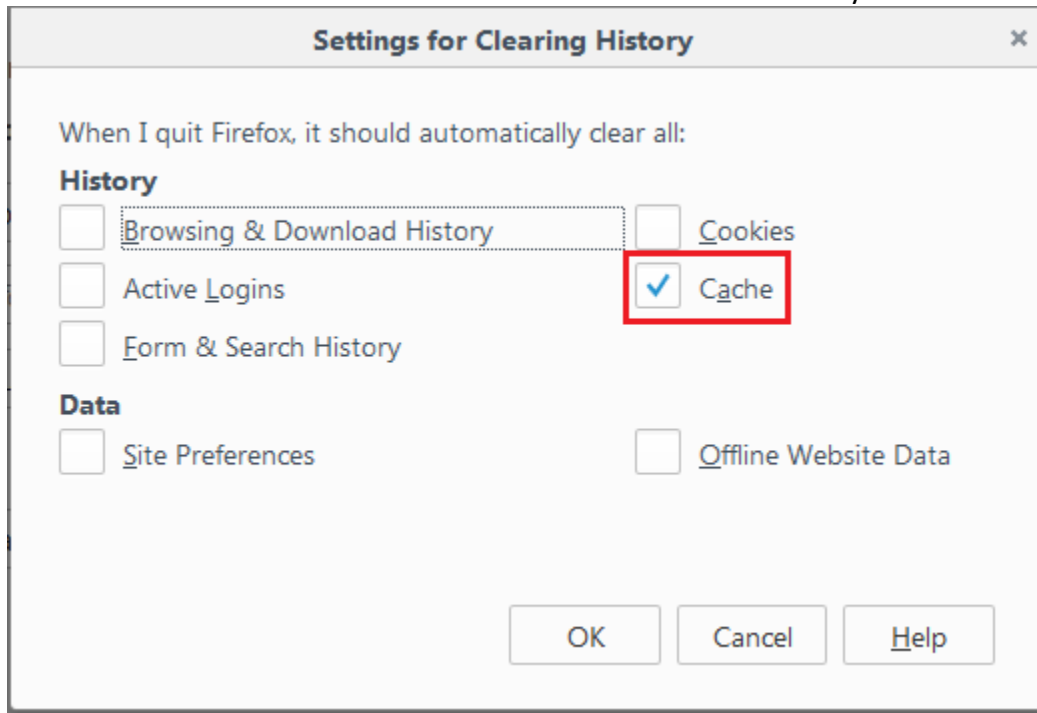 Settings for Clearing History
When I quit Firefox, it should automatically clear all:
History
Browsing & Download History
Cookies
Active Logins
Cache
Form & Search History
Data
Site Preferences
Offline Website Data
OK
Cancel
Help